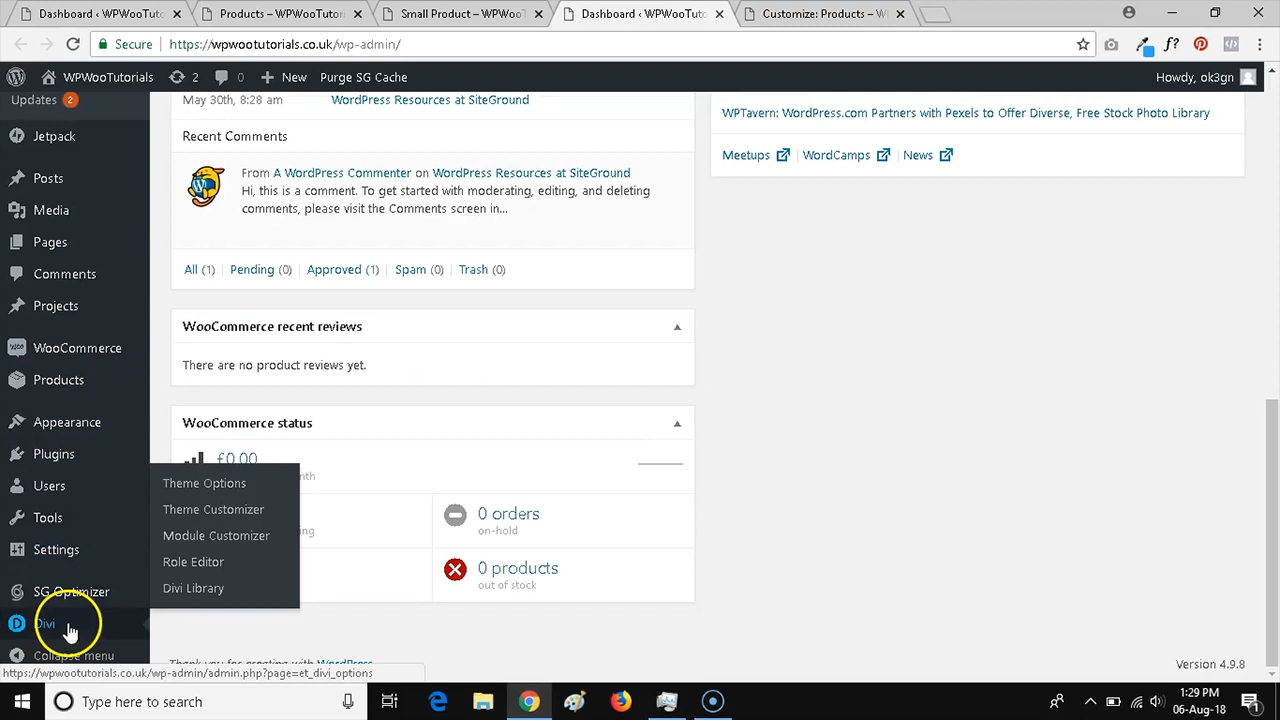 Dashboard ‹ WPWooTuto
Products – WPWooTutor
Small Product – WPWooT
Dashboard ‹ WPWooTuto
Customize: Products – W
Secure
https://wpwootutorials.co.uk/wp-admin/
f?
WPWooTutorials
2
0
New
Purge SG Cache
Howdy, ok3gn
Updates 2
Jetpack
Posts
Media
Pages
Comments
Projects
WooCommerce
Products
Appearance
Plugins
Users
Tools
Settings
SG Optimizer
Divi
Collapse menu
Theme Options
Theme Customizer
Module Customizer
Role Editor
Divi Library
May 30th, 8:28 am WordPress Resources at SiteGround
Recent Comments
From A WordPress Commenter on WordPress Resources at SiteGround
Hi, this is a comment. To get started with moderating, editing, and deleting
comments, please visit the Comments screen in...
All (1) | Pending (0) | Approved (1) | Spam (0) | Trash (0)
WooCommerce recent reviews
There are no product reviews yet.
WooCommerce status
£0.00
0 orders
on-hold
0 products
out of stock
WPTavern: WordPress.com Partners with Pexels to Offer Diverse, Free Stock Photo Library
Meetups | WordCamps | News
Thank you for creating with WordPress
Version 4.9.8
https://wpwootutorials.co.uk/wp-admin/admin.php?page=et_divi_options
Type here to search
1:29 PM
06-Aug-18
1